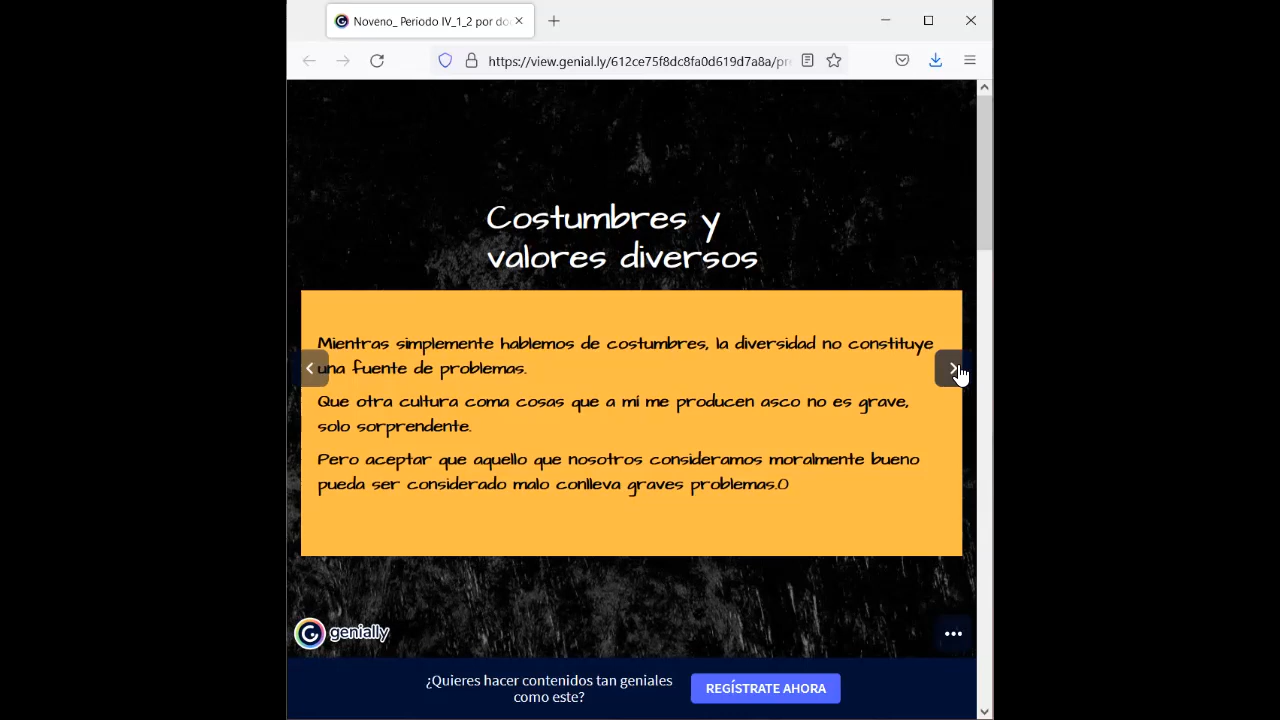 Noveno_ Periodo IV_1_2 por do
https://view.genial.ly/612ce75f8dc8fa0d619d7a8a/pre
Costumbres y
valores diversos
Mientras simplemente hablemos de costumbres, la diversidad no constituye
una fuente de problemas.
Que otra cultura coma cosas que a mí me producen asco no es grave,
solo sorprendente.
Pero aceptar que aquello que nosotros consideramos moralmente bueno
pueda ser considerado malo conlleva graves problemas.O
genially
¿Quieres hacer contenidos tan geniales
como este?
REGÍSTRATE AHORA